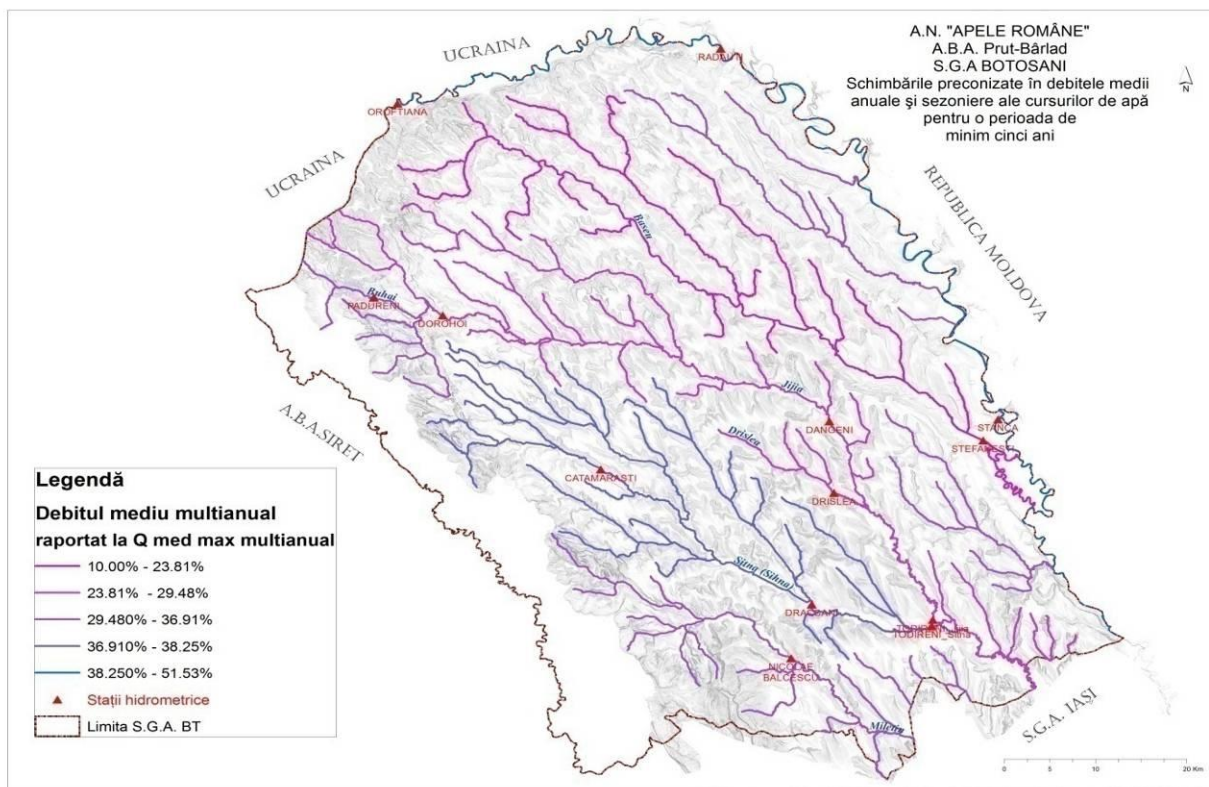 A.N. "APELE ROMÂNE"
A.B.A. Prut-Bârlad
S.G.A BOTOSANI
Schimbările preconizate în debitele medii
anuale şi sezoniere ale cursurilor de apă
pentru o perioada de
minim cinci ani
N
UCRAINA
RADAUTI
OROFTIANA
UCRAINA
REPUBLICA MOLDOVA
Baseu
Buhai
PADURENI
DOROHOI
Jijia
A.B.A.SIRET
DANGENI
STANCA
STEFANESTI
Drislea
CATAMARASTI
DRISLEA
Sitna (Sihna)
DRACSANI
TODIRENI_Sitna
NICOLAE
BALCESCU
Miletin
S.G.A. IAŞI
Legendă
Debitul mediu multianual
raportat la Q med max multianual
10.00% - 23.81%
23.81% - 29.48%
29.480% - 36.91%
36.910% - 38.25%
38.250% - 51.53%
Staţii hidrometrice
Limita S.G.A. BT
0 5 10 20 Km